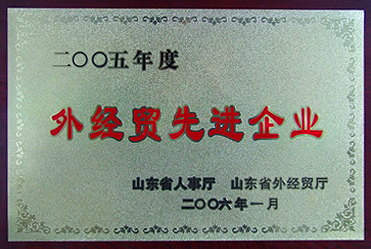 二〇〇五年度
外经贸先进企业
山东省人事厅 山东省外经贸厅
二〇〇六年一月